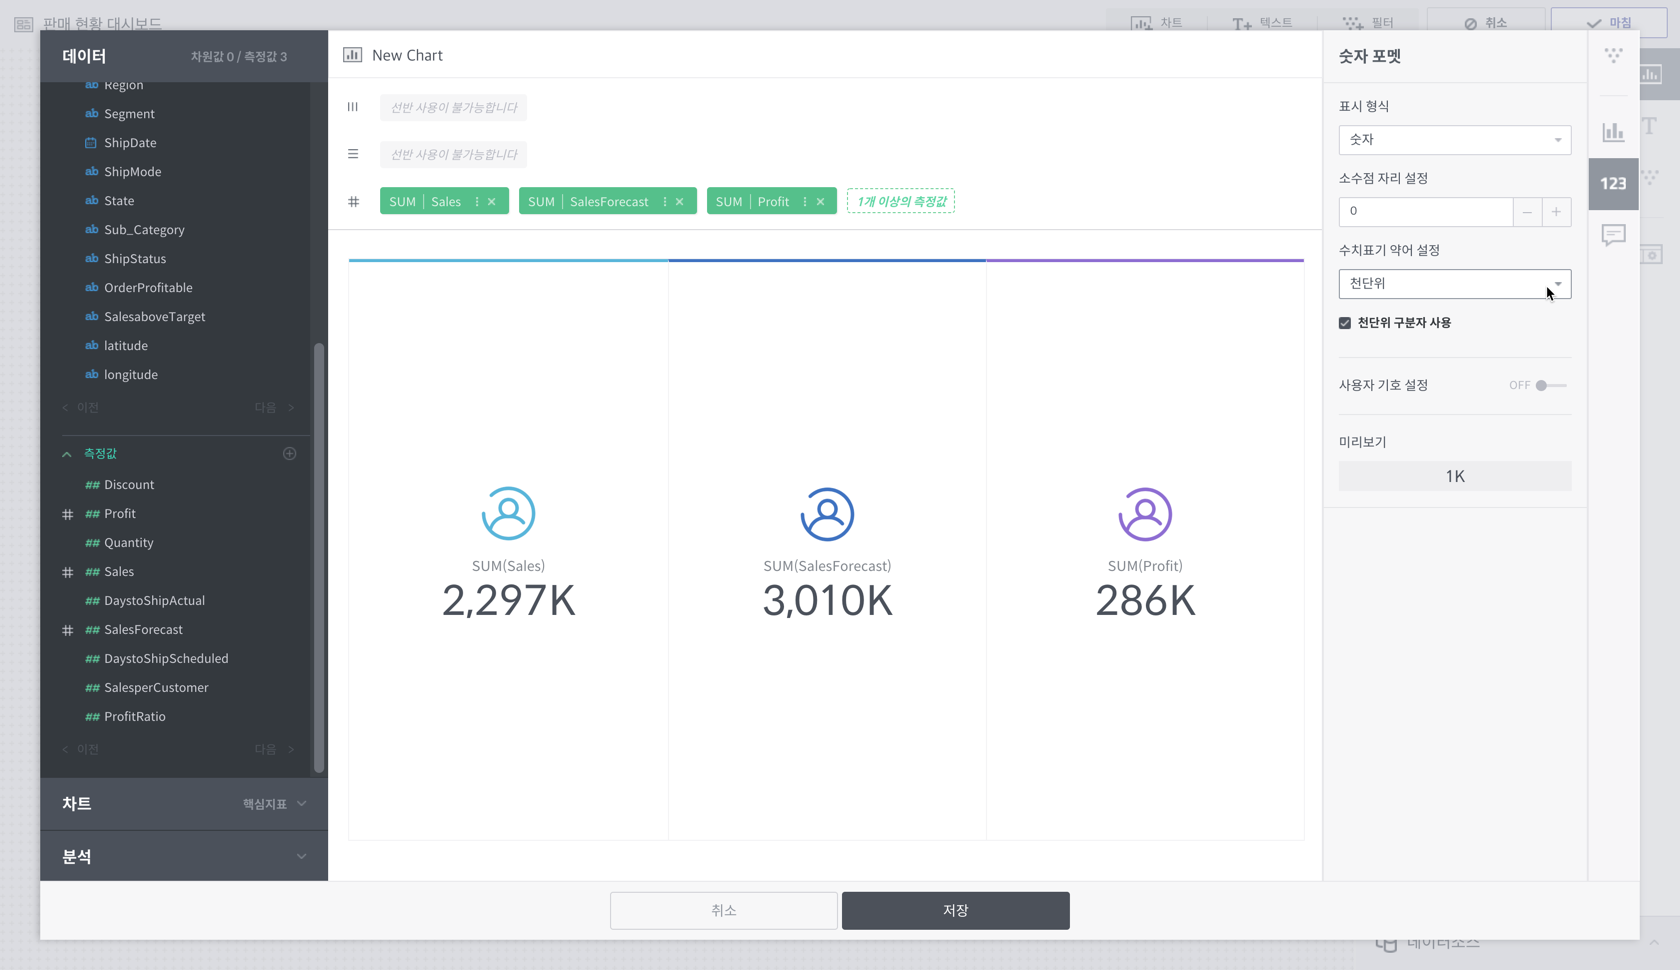 판매 현황 대시보드
차트
T+ 텍스트
필터
취소
마침
데이터
차원값 0 / 측정값 3
ab Region
ab Segment
ShipDate
ab ShipMode
ab State
ab Sub_Category
ab ShipStatus
ab OrderProfitable
ab SalesaboveTarget
ab latitude
ab longitude
< 이전
다음 >
측정값
## Discount
# ## Profit
## Quantity
# ## Sales
## DaystoShipActual
# ## SalesForecast
## DaystoShipScheduled
## SalesperCustomer
## ProfitRatio
< 이전
다음 >
차트
핵심지표
분석
New Chart
선반 사용이 불가능합니다
선반 사용이 불가능합니다
# SUM | Sales SUM | SalesForecast SUM | Profit 1개 이상의 측정값
SUM(Sales)
2,297K
SUM(SalesForecast)
3,010K
SUM(Profit)
286K
숫자 포멧
표시 형식
숫자
소수점 자리 설정
0 − +
수치표기 약어 설정
천단위
천단위 구분자 사용
사용자 기호 설정 OFF
미리보기
1K
123
T
취소
저장
데이터소스